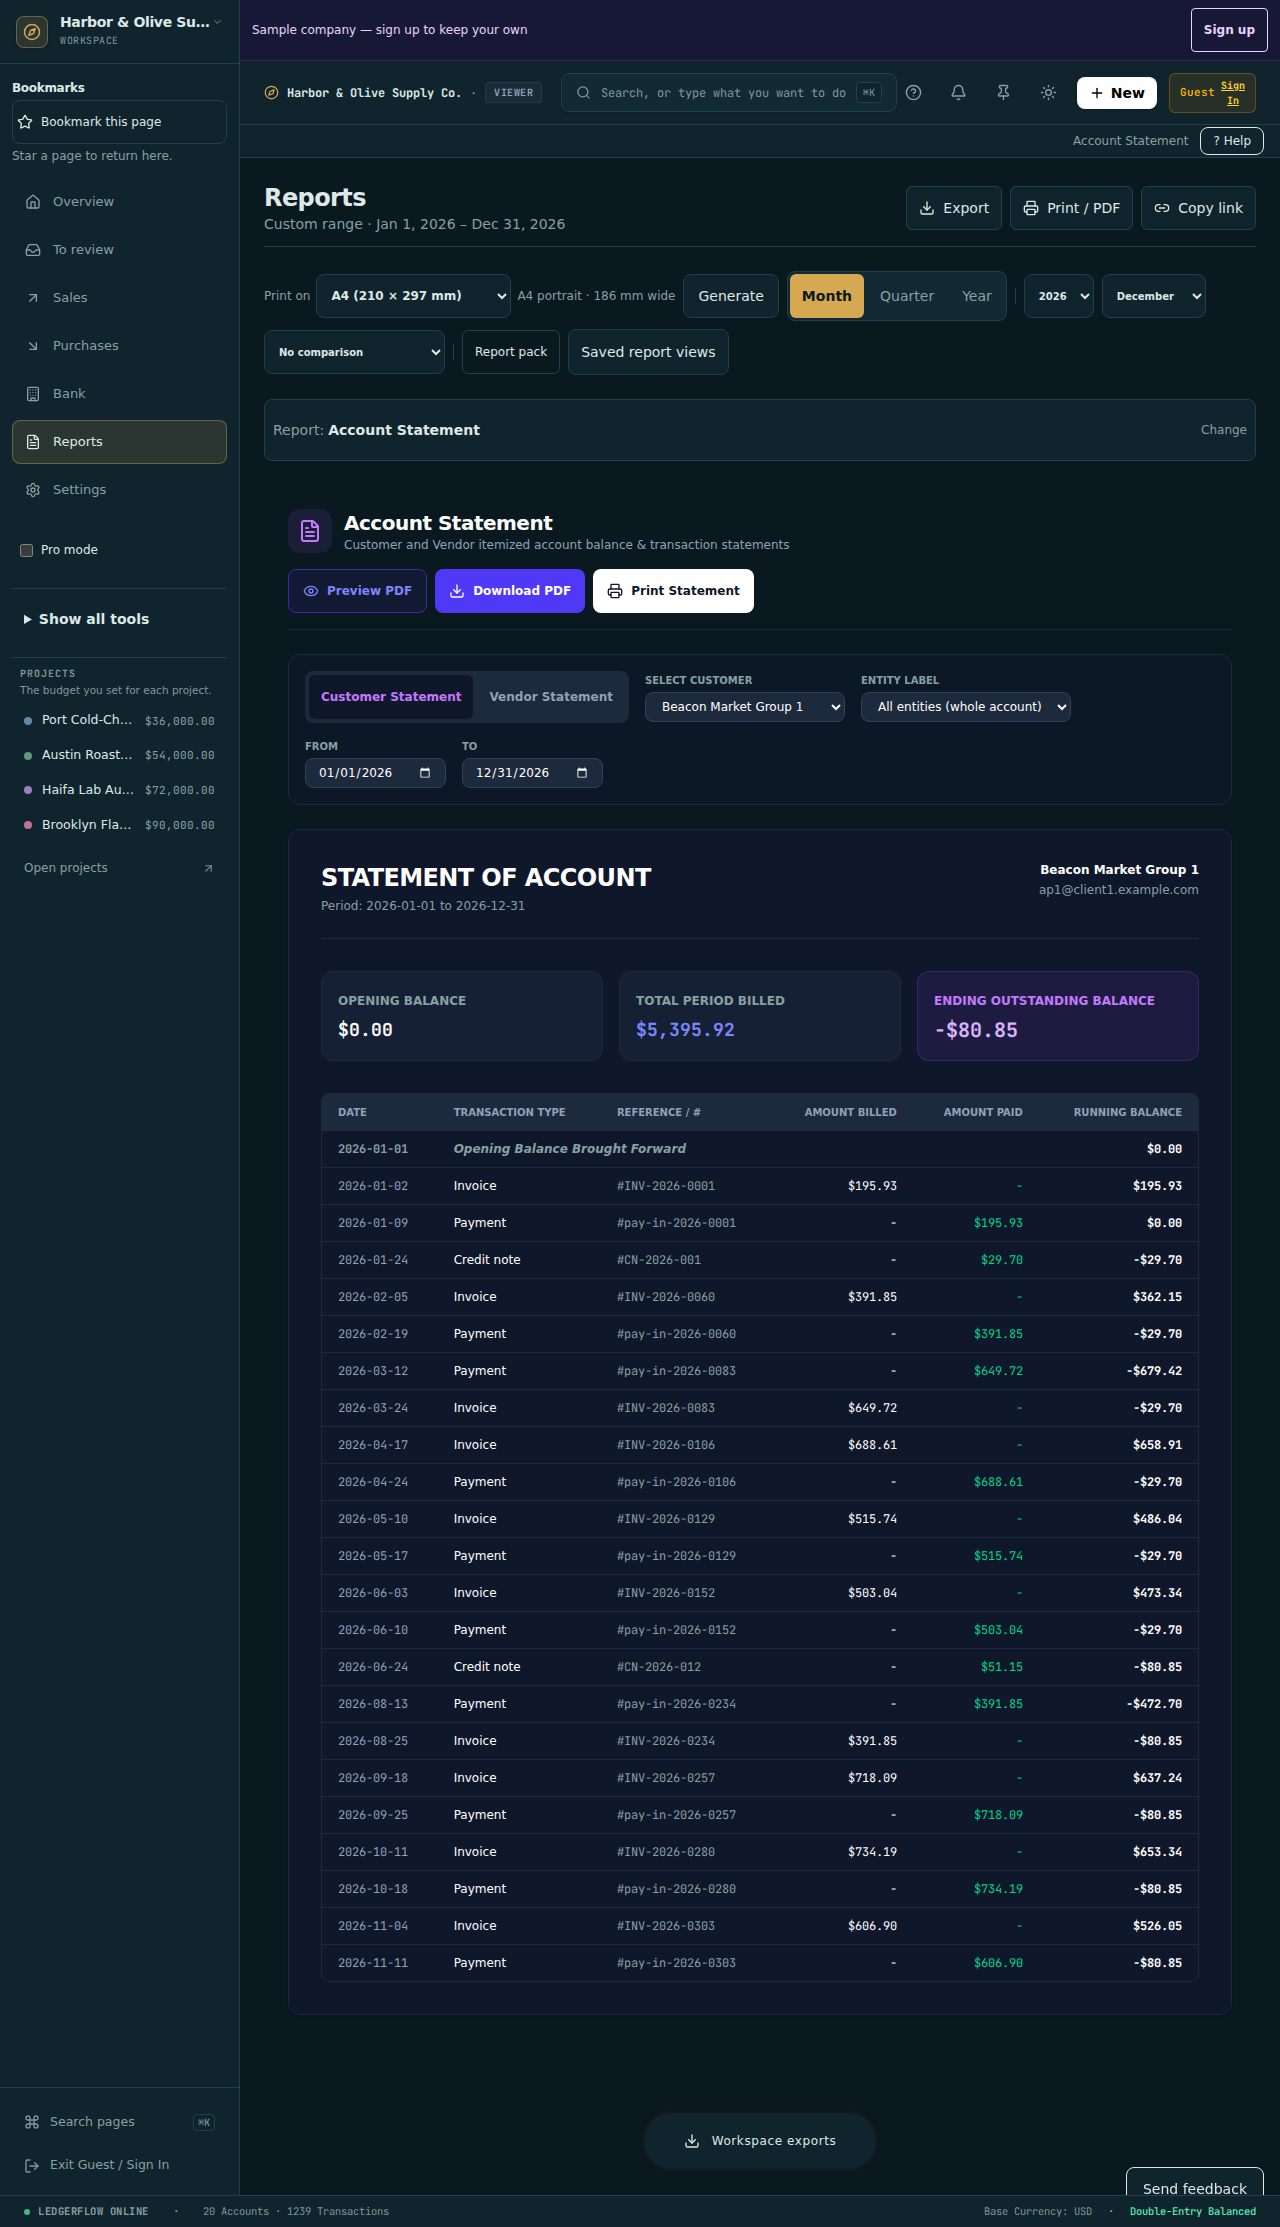 Harbor & Olive Su...
WORKSPACE
Bookmarks
Bookmark this page
Star a page to return here.
Overview
To review
Sales
Purchases
Bank
Reports
Settings
Pro mode
Show all tools
PROJECTS
The budget you set for each project.
Port Cold-Ch... $36,000.00
Austin Roast... $54,000.00
Haifa Lab Au... $72,000.00
Brooklyn Fla... $90,000.00
Open projects
Search pages ⌘K
Exit Guest / Sign In
Sample company — sign up to keep your own
Sign up
Harbor & Olive Supply Co. · VIEWER
Search, or type what you want to do ⌘K
New
Guest Sign In
Account Statement
? Help
Reports
Custom range · Jan 1, 2026 – Dec 31, 2026
Export
Print / PDF
Copy link
Print on A4 (210 × 297 mm) A4 portrait · 186 mm wide Generate Month Quarter Year 2026 December
No comparison Report pack Saved report views
Report: Account Statement Change
Account Statement
Customer and Vendor itemized account balance & transaction statements
Preview PDF Download PDF Print Statement
Customer Statement Vendor Statement
SELECT CUSTOMER
Beacon Market Group 1
ENTITY LABEL
All entities (whole account)
FROM
01/01/2026
TO
12/31/2026
STATEMENT OF ACCOUNT
Period: 2026-01-01 to 2026-12-31
Beacon Market Group 1
ap1@client1.example.com
OPENING BALANCE
$0.00
TOTAL PERIOD BILLED
$5,395.92
ENDING OUTSTANDING BALANCE
-$80.85
DATE TRANSACTION TYPE REFERENCE / # AMOUNT BILLED AMOUNT PAID RUNNING BALANCE
2026-01-01 Opening Balance Brought Forward $0.00
2026-01-02 Invoice #INV-2026-0001 $195.93 - $195.93
2026-01-09 Payment #pay-in-2026-0001 - $195.93 $0.00
2026-01-24 Credit note #CN-2026-001 - $29.70 -$29.70
2026-02-05 Invoice #INV-2026-0060 $391.85 - $362.15
2026-02-19 Payment #pay-in-2026-0060 - $391.85 -$29.70
2026-03-12 Payment #pay-in-2026-0083 - $649.72 -$679.42
2026-03-24 Invoice #INV-2026-0083 $649.72 - -$29.70
2026-04-17 Invoice #INV-2026-0106 $688.61 - $658.91
2026-04-24 Payment #pay-in-2026-0106 - $688.61 -$29.70
2026-05-10 Invoice #INV-2026-0129 $515.74 - $486.04
2026-05-17 Payment #pay-in-2026-0129 - $515.74 -$29.70
2026-06-03 Invoice #INV-2026-0152 $503.04 - $473.34
2026-06-10 Payment #pay-in-2026-0152 - $503.04 -$29.70
2026-06-24 Credit note #CN-2026-012 - $51.15 -$80.85
2026-08-13 Payment #pay-in-2026-0234 - $391.85 -$472.70
2026-08-25 Invoice #INV-2026-0234 $391.85 - -$80.85
2026-09-18 Invoice #INV-2026-0257 $718.09 - $637.24
2026-09-25 Payment #pay-in-2026-0257 - $718.09 -$80.85
2026-10-11 Invoice #INV-2026-0280 $734.19 - $653.34
2026-10-18 Payment #pay-in-2026-0280 - $734.19 -$80.85
2026-11-04 Invoice #INV-2026-0303 $606.90 - $526.05
2026-11-11 Payment #pay-in-2026-0303 - $606.90 -$80.85
Workspace exports
Send feedback
LEDGERFLOW ONLINE · 20 Accounts · 1239 Transactions
Base Currency: USD · Double-Entry Balanced